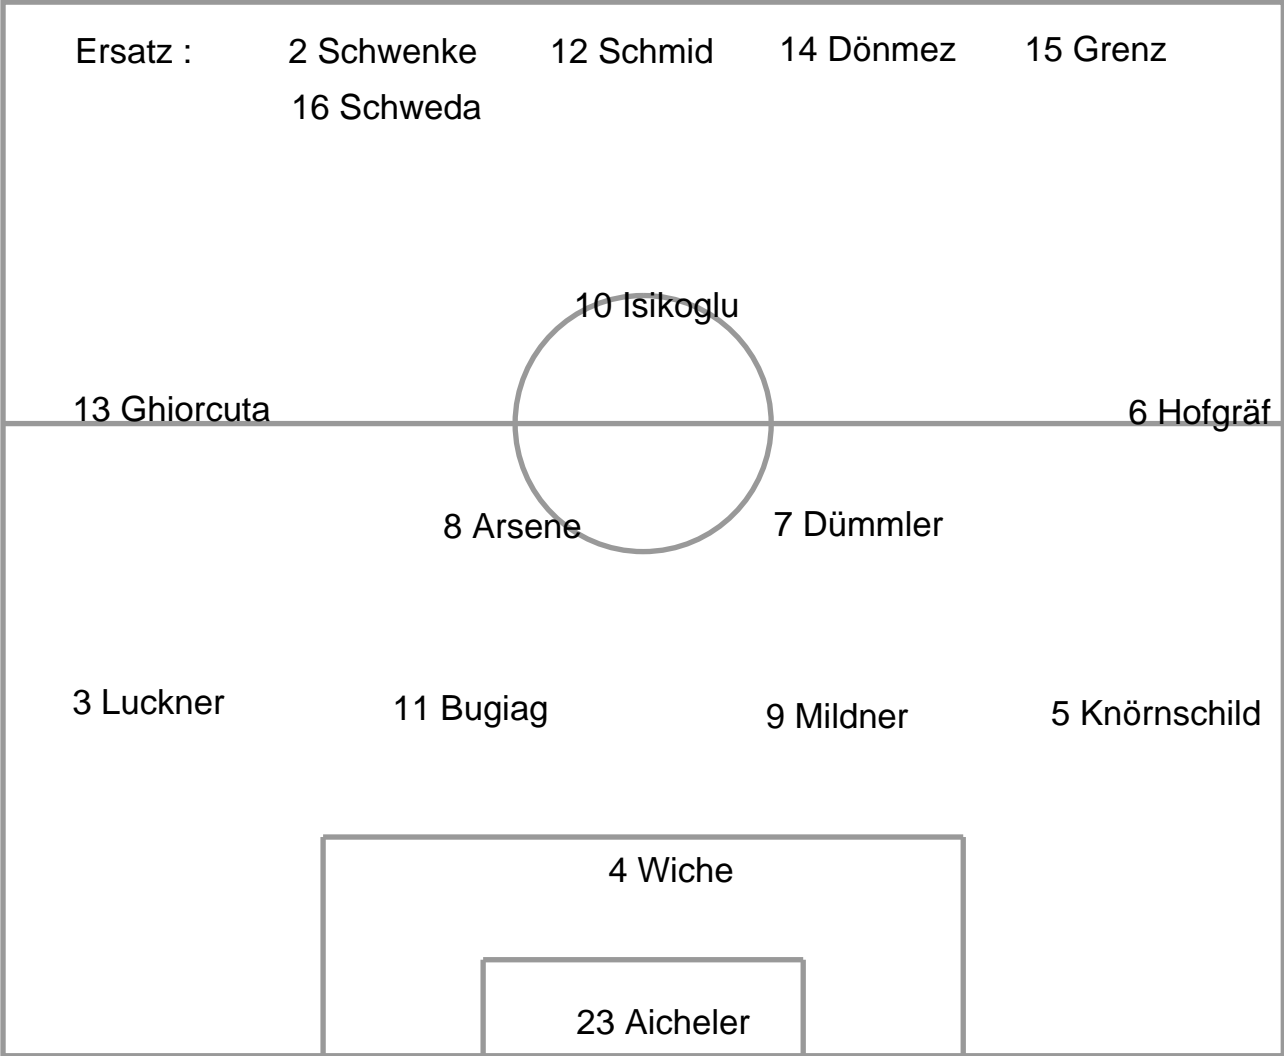 Ersatz : 2 Schwenke 12 Schmid 14 Dönmez 15 Grenz
16 Schweda
10 Isikoglu
13 Ghiorcuta 6 Hofgräf
8 Arsene 7 Dümmler
3 Luckner 11 Bugiag 9 Mildner 5 Knörnschild
4 Wiche
23 Aicheler